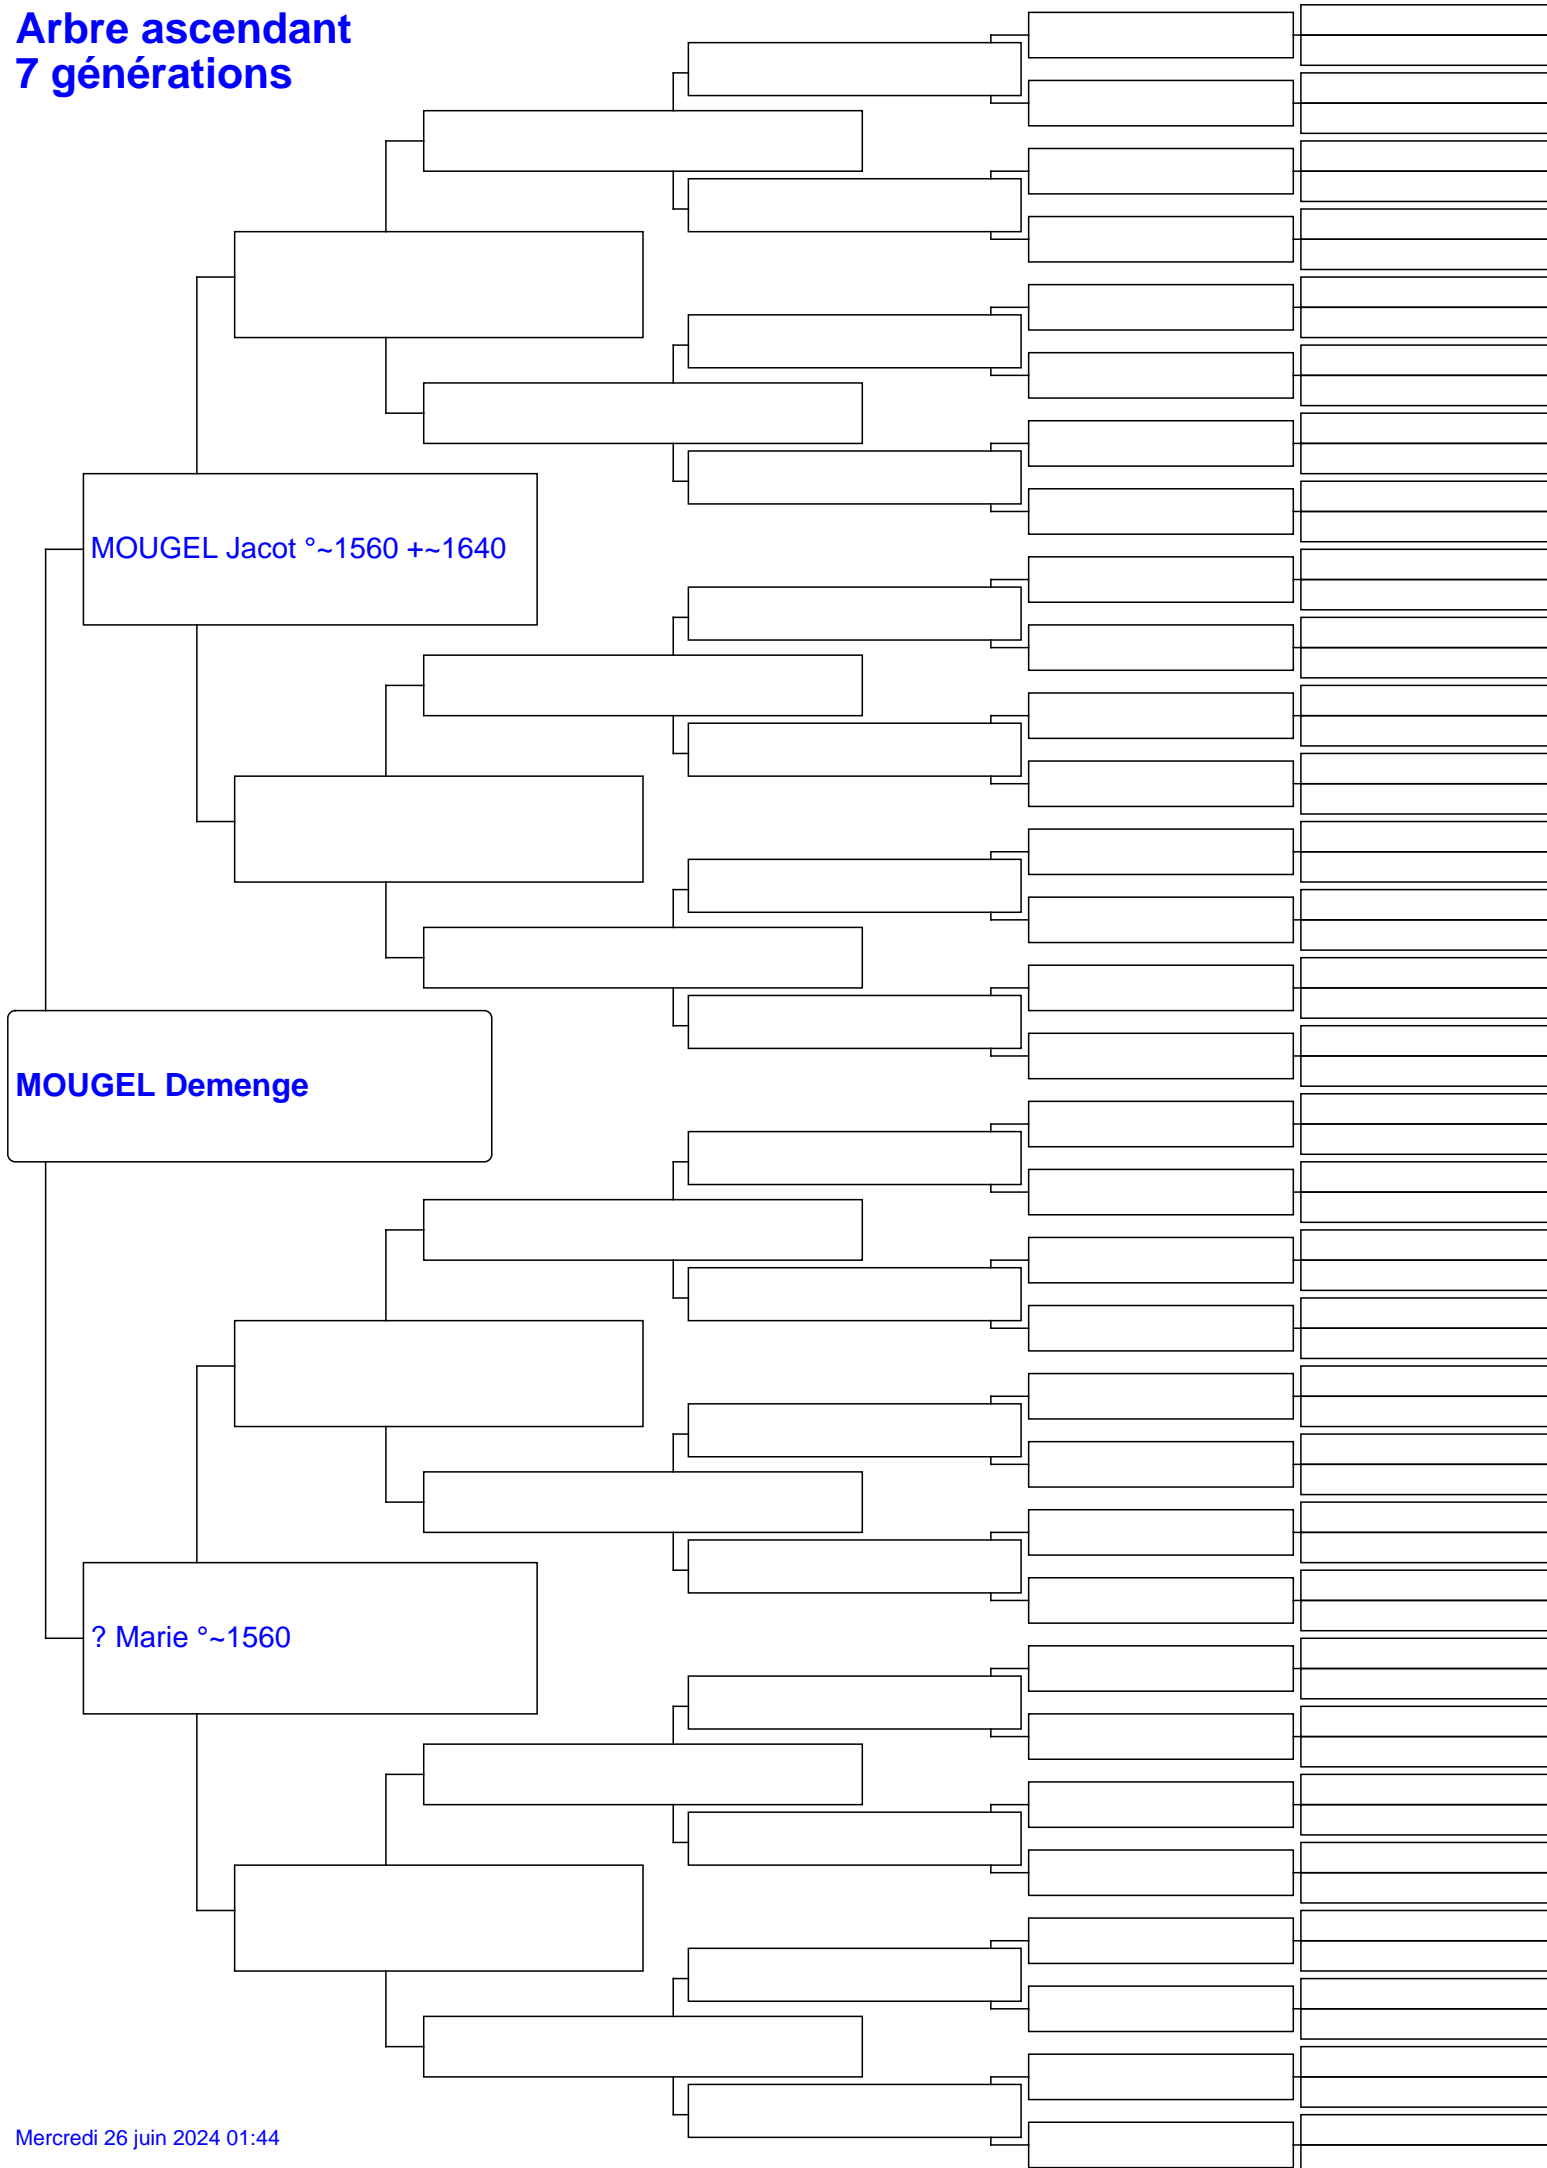 Arbre ascendant
7 générations
MOUGEL Jacot °~1560 +~1640
MOUGEL Demenge
? Marie °~1560
Mercredi 26 juin 2024 01:44